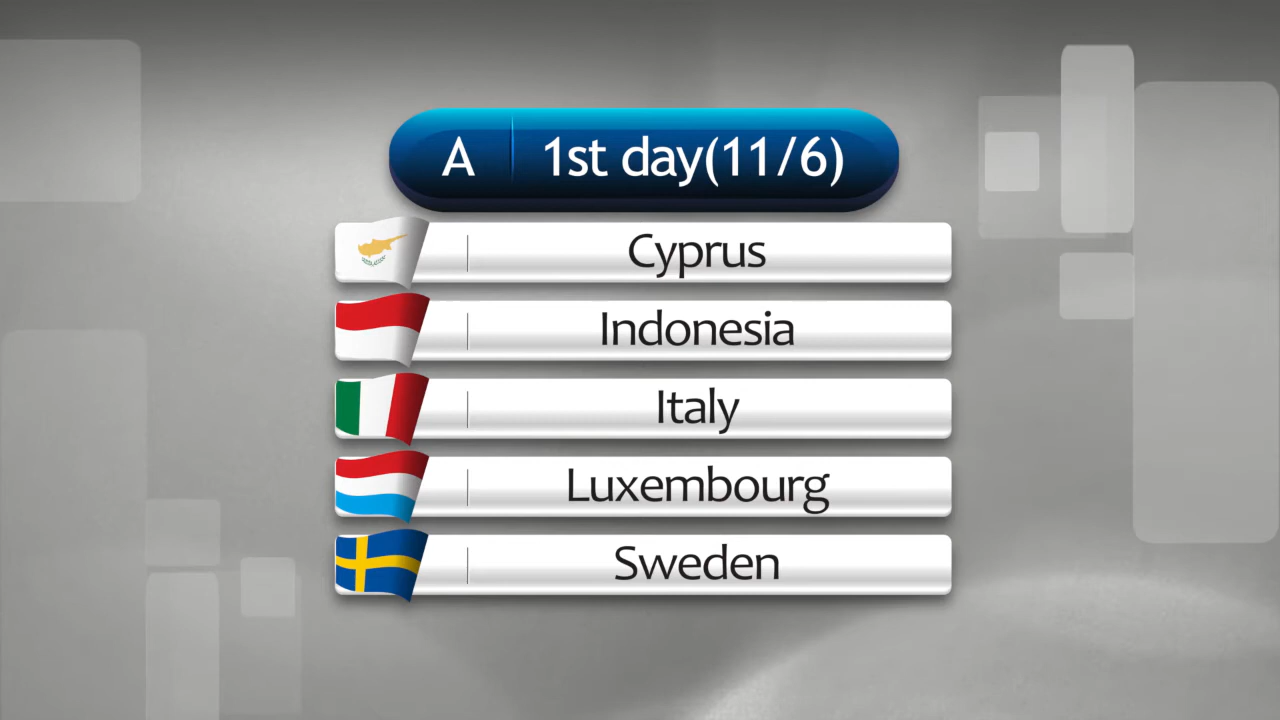 A 1st day(11/6)
Cyprus
Indonesia
Italy
Luxembourg
Sweden